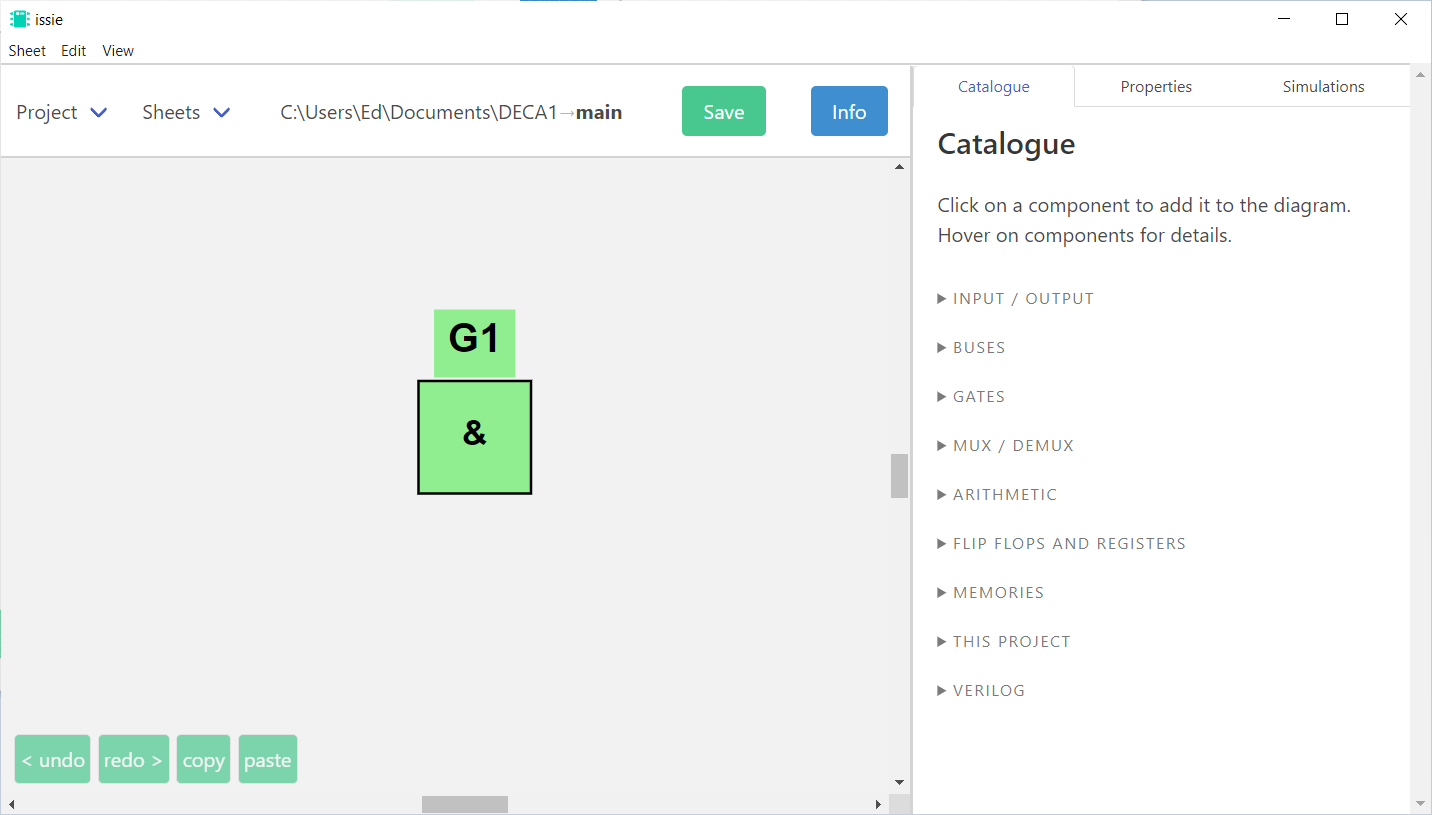 issie
Sheet Edit View
Project Sheets C:\Users\Ed\Documents\DECA1→main Save Info
Catalogue Properties Simulations
Catalogue
Click on a component to add it to the diagram.
Hover on components for details.
INPUT / OUTPUT
BUSES
GATES
MUX / DEMUX
ARITHMETIC
FLIP FLOPS AND REGISTERS
MEMORIES
THIS PROJECT
VERILOG
G1
&
< undo redo > copy paste